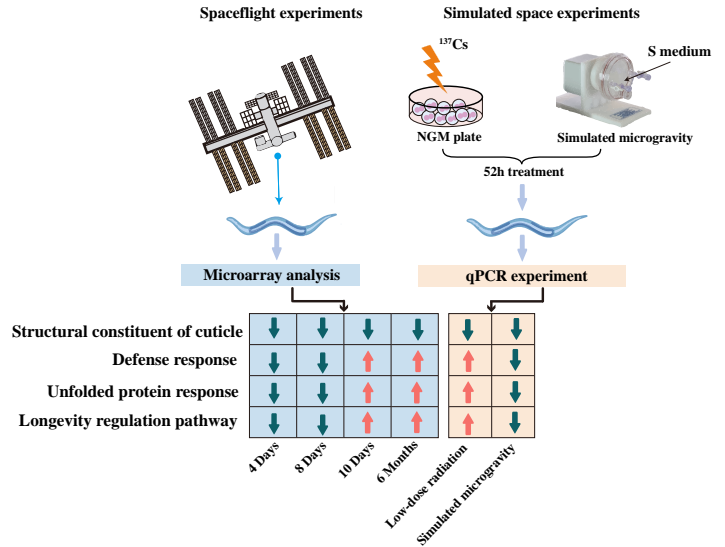 Spaceflight experiments
Simulated space experiments
¹³⁷Cs
S medium
NGM plate
Simulated microgravity
52h treatment
Microarray analysis
qPCR experiment
Structural constituent of cuticle
Defense response
Unfolded protein response
Longevity regulation pathway
4 Days
8 Days
10 Days
6 Months
Low-dose radiation
Simulated microgravity